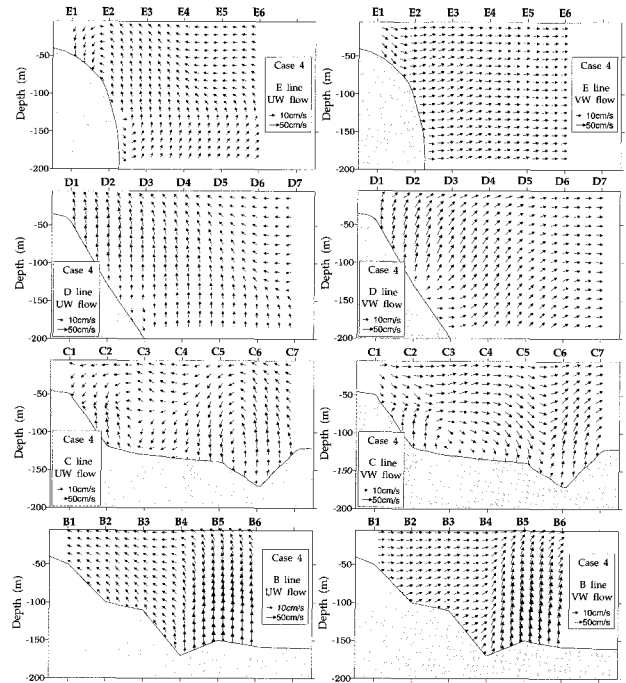 E1 E2 E3 E4 E5 E6
-50
-100
-150
-200
Depth (m)
Case 4
E line
UW flow
10cm/s
50cm/s
E1 E2 E3 E4 E5 E6
-50
-100
-150
-200
Depth (m)
Case 4
E line
VW flow
10cm/s
50cm/s
D1 D2 D3 D4 D5 D6 D7
-50
-100
-150
-200
Depth (m)
Case 4
D line
UW flow
10cm/s
50cm/s
D1 D2 D3 D4 D5 D6 D7
-50
-100
-150
-200
Depth (m)
Case 4
D line
VW flow
10cm/s
50cm/s
C1 C2 C3 C4 C5 C6 C7
-50
-100
-150
-200
Depth (m)
Case 4
C line
UW flow
10cm/s
50cm/s
C1 C2 C3 C4 C5 C6 C7
-50
-100
-150
-200
Depth (m)
Case 4
C line
VW flow
10cm/s
50cm/s
B1 B2 B3 B4 B5 B6
-50
-100
-150
-200
Depth (m)
Case 4
B line
UW flow
10cm/s
50cm/s
B1 B2 B3 B4 B5 B6
-50
-100
-150
-200
Depth (m)
Case 4
B line
VW flow
10cm/s
50cm/s